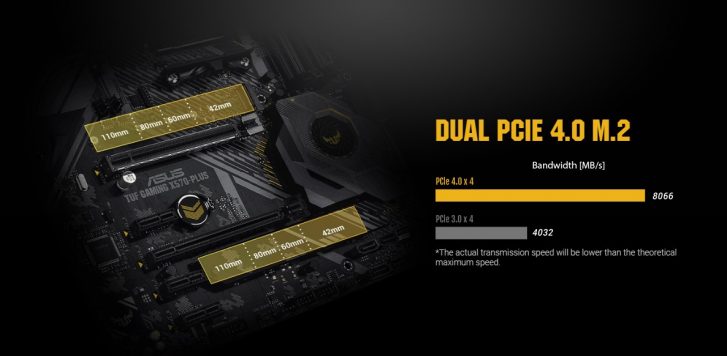 110mm 80mm 60mm 42mm
ASUS
TUF GAMING X570-PLUS
110mm 80mm 60mm 42mm
DUAL PCIE 4.0 M.2
Bandwidth [MB/s]
PCIe 4.0 x 4
8066
PCIe 3.0 x 4
4032
*The actual transmission speed will be lower than the theoretical
maximum speed.